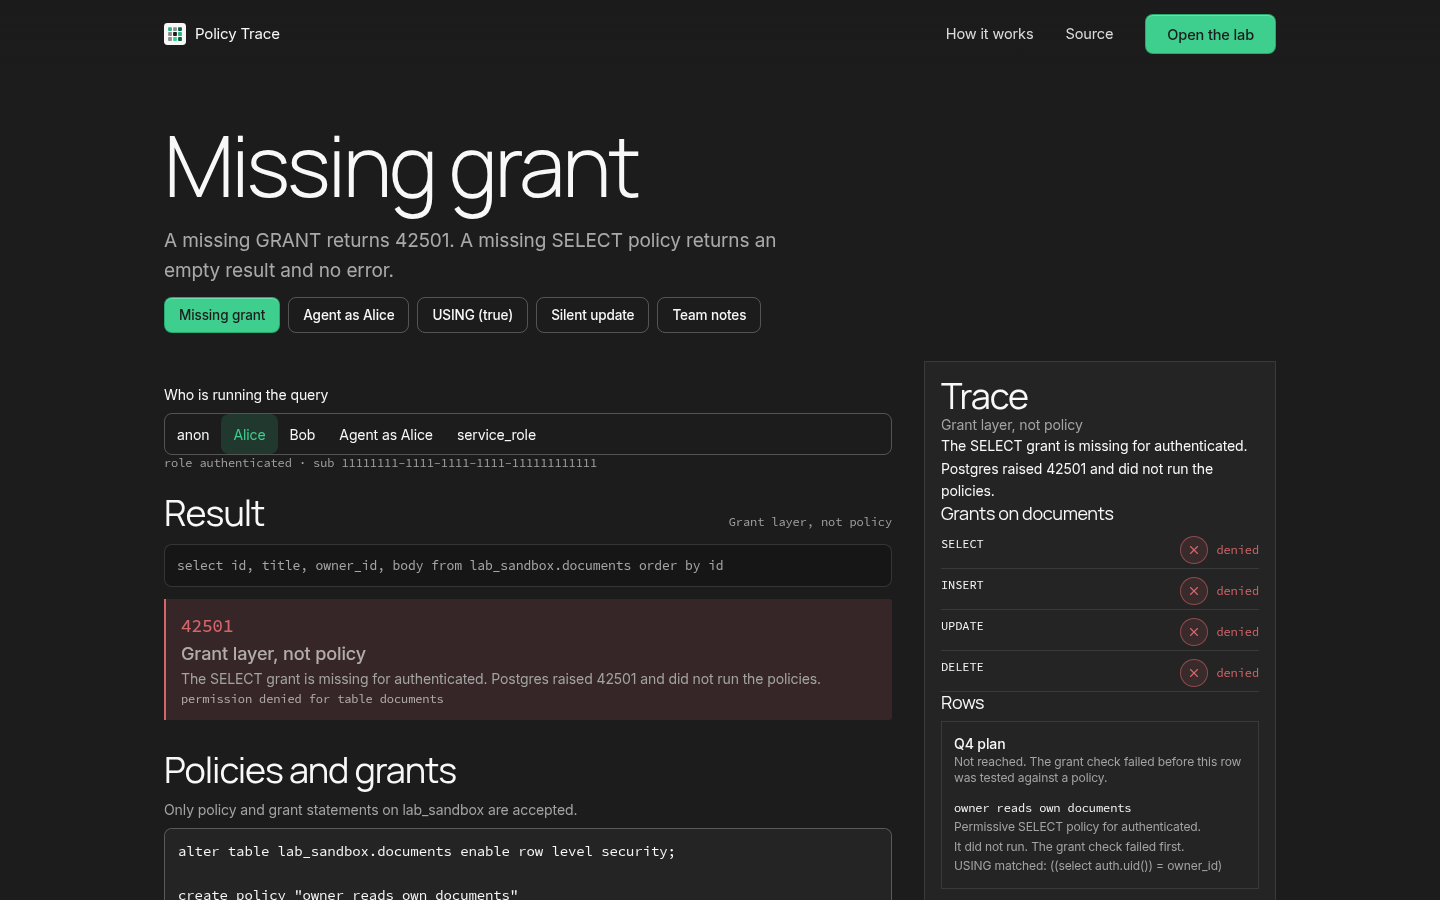 Policy Trace
How it works
Source
Open the lab
Missing grant
A missing GRANT returns 42501. A missing SELECT policy returns an
empty result and no error.
Missing grant
Agent as Alice
USING (true)
Silent update
Team notes
Who is running the query
anon
Alice
Bob
Agent as Alice
service_role
role authenticated · sub 11111111-1111-1111-1111-111111111111
Result
Grant layer, not policy
select id, title, owner_id, body from lab_sandbox.documents order by id
42501
Grant layer, not policy
The SELECT grant is missing for authenticated. Postgres raised 42501 and did not run the policies.
permission denied for table documents
Policies and grants
Only policy and grant statements on lab_sandbox are accepted.
alter table lab_sandbox.documents enable row level security;
create policy "owner reads own documents"
Trace
Grant layer, not policy
The SELECT grant is missing for authenticated.
Postgres raised 42501 and did not run the
policies.
Grants on documents
SELECT
denied
INSERT
denied
UPDATE
denied
DELETE
denied
Rows
Q4 plan
Not reached. The grant check failed before this row
was tested against a policy.
owner reads own documents
Permissive SELECT policy for authenticated.
It did not run. The grant check failed first.
USING matched: ((select auth.uid()) = owner_id)